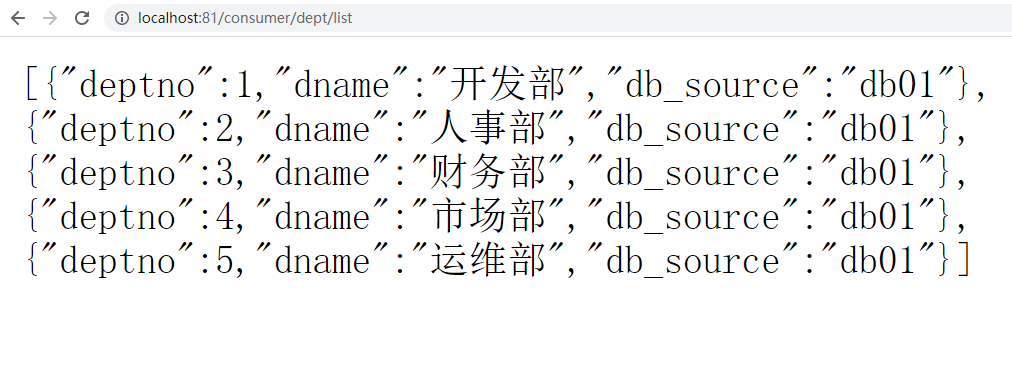 localhost:81/consumer/dept/list
[{"deptno":1,"dname":"开发部","db_source":"db01"},
{"deptno":2,"dname":"人事部","db_source":"db01"},
{"deptno":3,"dname":"财务部","db_source":"db01"},
{"deptno":4,"dname":"市场部","db_source":"db01"},
{"deptno":5,"dname":"运维部","db_source":"db01"}]